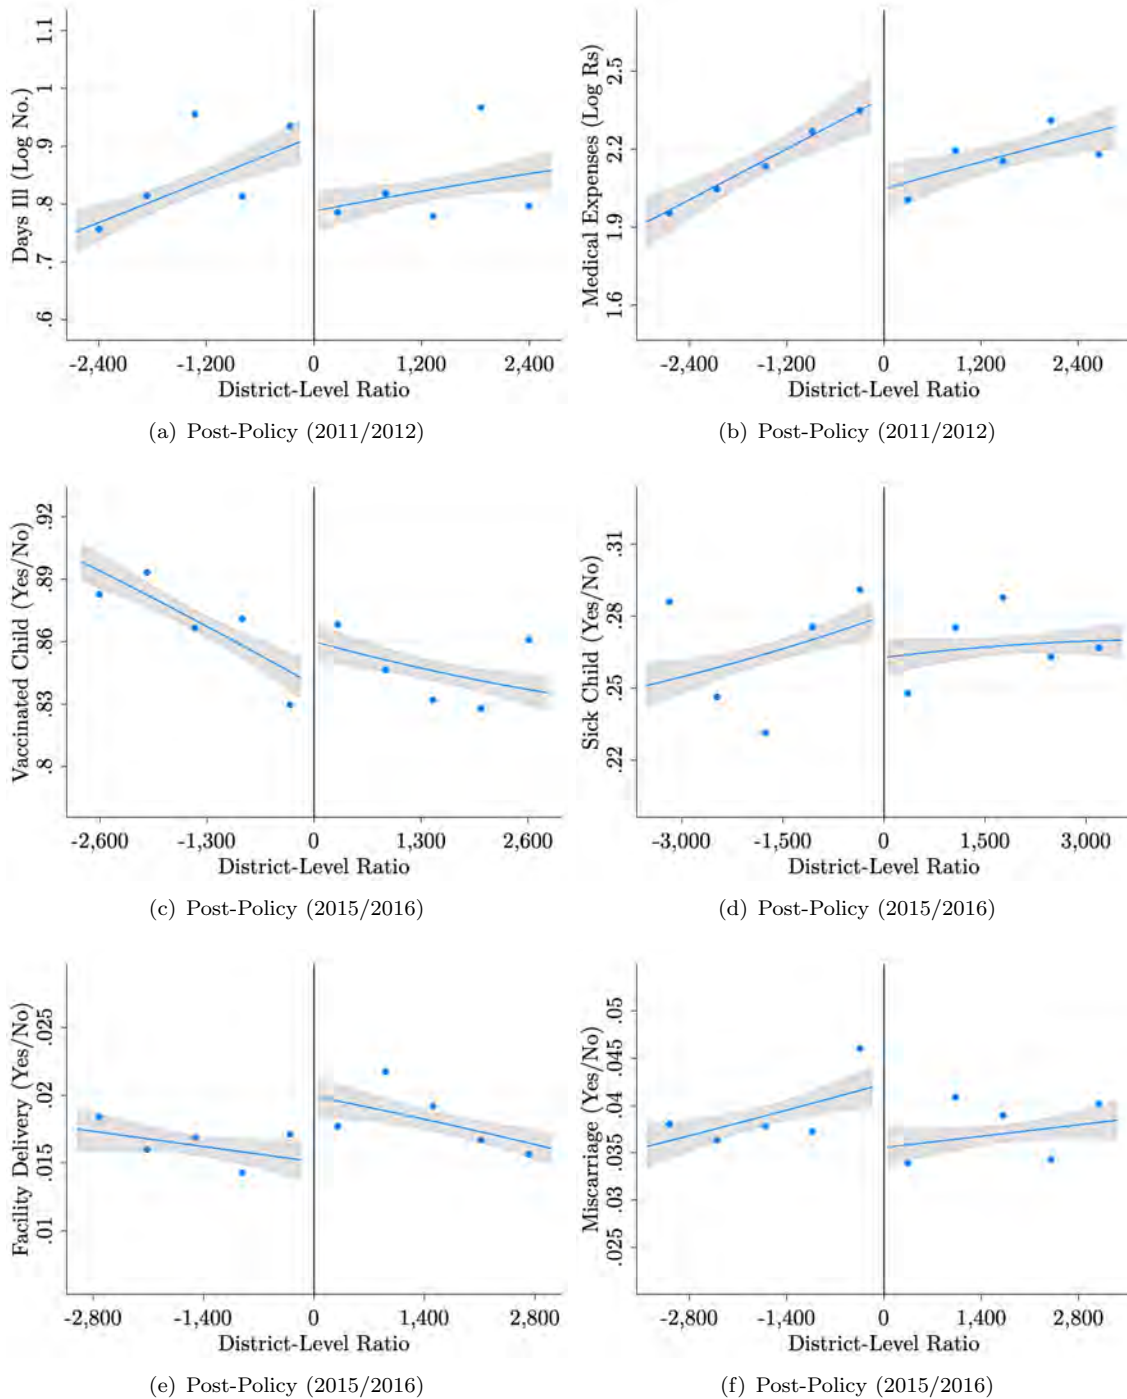 Days Ill (Log No.)
1.1
1
.9
.8
.7
.6
-2,400 -1,200 0 1,200 2,400
District-Level Ratio
(a) Post-Policy (2011/2012)
Medical Expenses (Log Rs)
2.5
2.2
1.9
1.6
-2,400 -1,200 0 1,200 2,400
District-Level Ratio
(b) Post-Policy (2011/2012)
Vaccinated Child (Yes/No)
.92
.89
.86
.83
.8
-2,600 -1,300 0 1,300 2,600
District-Level Ratio
(c) Post-Policy (2015/2016)
Sick Child (Yes/No)
.31
.28
.25
.22
-3,000 -1,500 0 1,500 3,000
District-Level Ratio
(d) Post-Policy (2015/2016)
Facility Delivery (Yes/No)
.025
.02
.015
.01
-2,800 -1,400 0 1,400 2,800
District-Level Ratio
(e) Post-Policy (2015/2016)
Miscarriage (Yes/No)
.05
.045
.04
.035
.03
.025
-2,800 -1,400 0 1,400 2,800
District-Level Ratio
(f) Post-Policy (2015/2016)